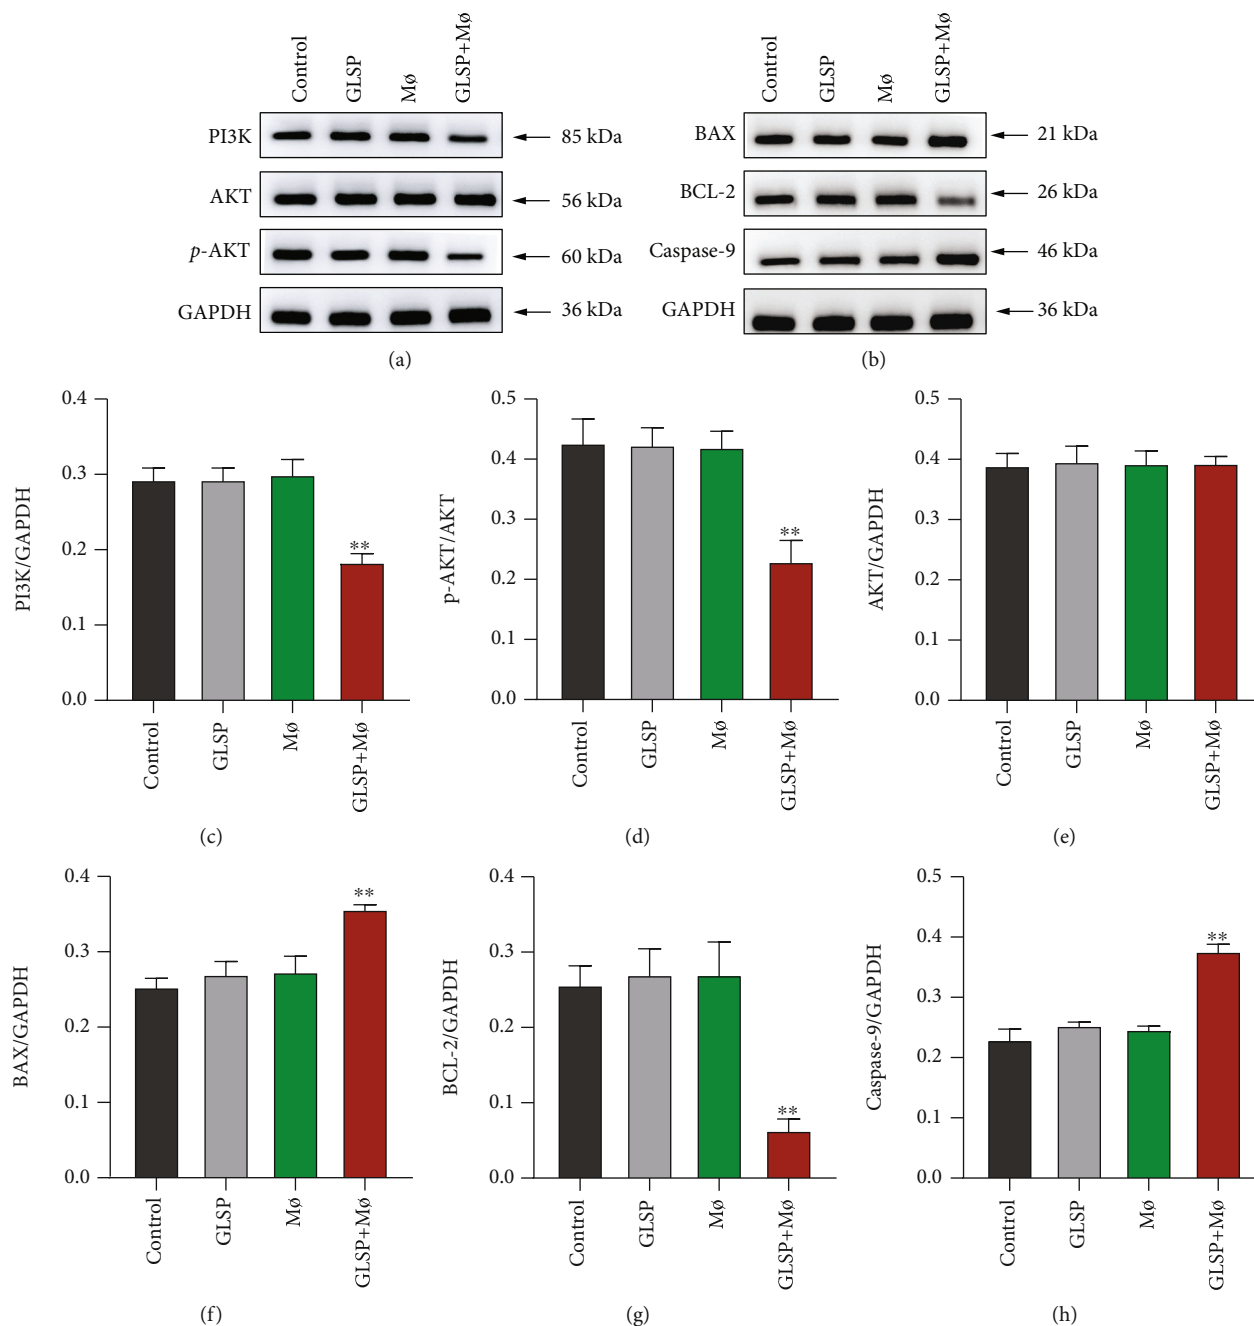 Control GLSP Mø GLSP+Mø
PI3K 85 kDa
AKT 56 kDa
p-AKT 60 kDa
GAPDH 36 kDa
(a)
Control GLSP Mø GLSP+Mø
BAX 21 kDa
BCL-2 26 kDa
Caspase-9 46 kDa
GAPDH 36 kDa
(b)
PI3K/GAPDH
0.4
0.3
0.2
0.1
0.0
**
Control GLSP Mø GLSP+Mø
(c)
p-AKT/AKT
0.5
0.4
0.3
0.2
0.1
0.0
**
Control GLSP Mø GLSP+Mø
(d)
AKT/GAPDH
0.5
0.4
0.3
0.2
0.1
0.0
Control GLSP Mø GLSP+Mø
(e)
BAX/GAPDH
0.4
0.3
0.2
0.1
0.0
**
Control GLSP Mø GLSP+Mø
(f)
BCL-2/GAPDH
0.4
0.3
0.2
0.1
0.0
**
Control GLSP Mø GLSP+Mø
(g)
Caspase-9/GAPDH
0.5
0.4
0.3
0.2
0.1
0.0
**
Control GLSP Mø GLSP+Mø
(h)